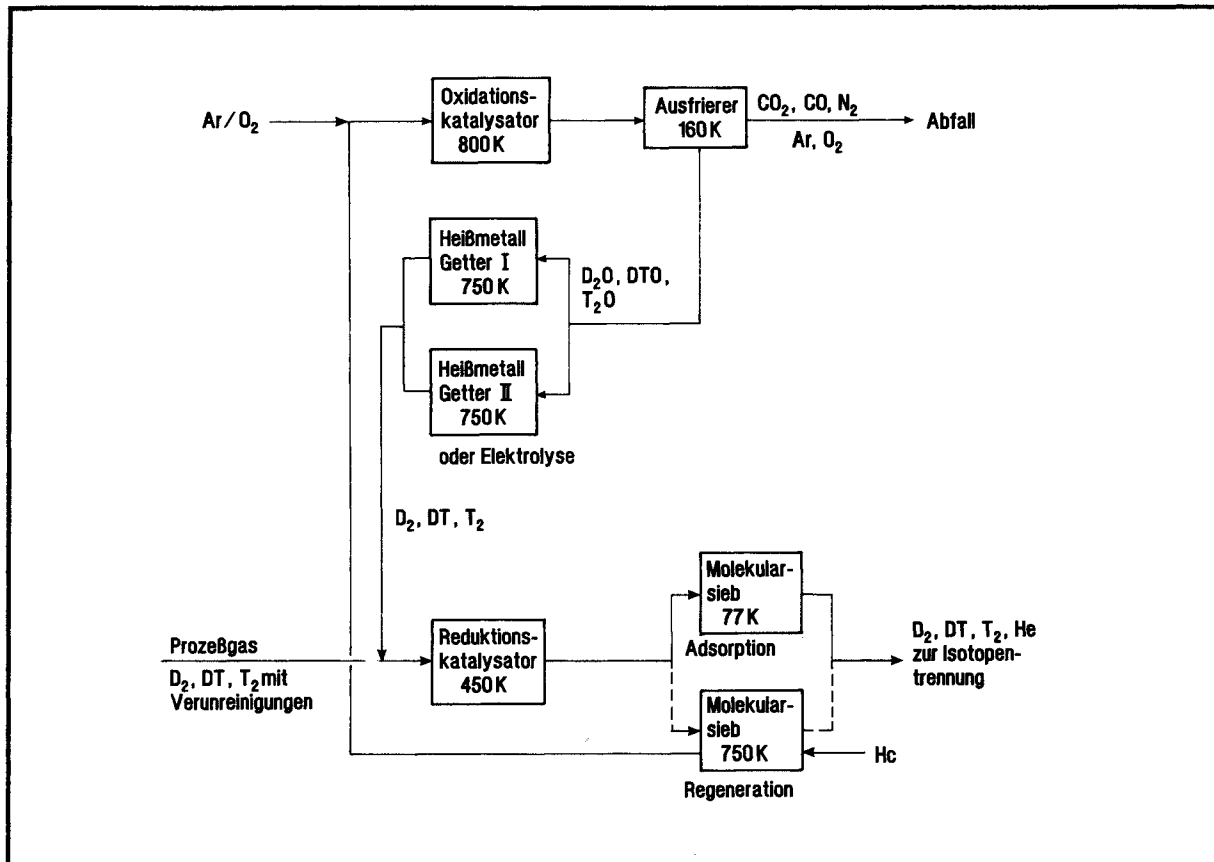 Ar/O₂
Oxidations-
katalysator
800K
Ausfrierer
160K
CO₂, CO, N₂
Ar, O₂
Abfall
Heißmetall
Getter I
750K
D₂O, DTO,
T₂O
Heißmetall
Getter II
750K
oder Elektrolyse
D₂, DT, T₂
Prozeßgas
D₂, DT, T₂ mit
Verunreinigungen
Reduktions-
katalysator
450K
Molekular-
sieb
77K
Adsorption
Molekular-
sieb
750K
Regeneration
D₂, DT, T₂, He
zur Isotopen-
trennung
Hc